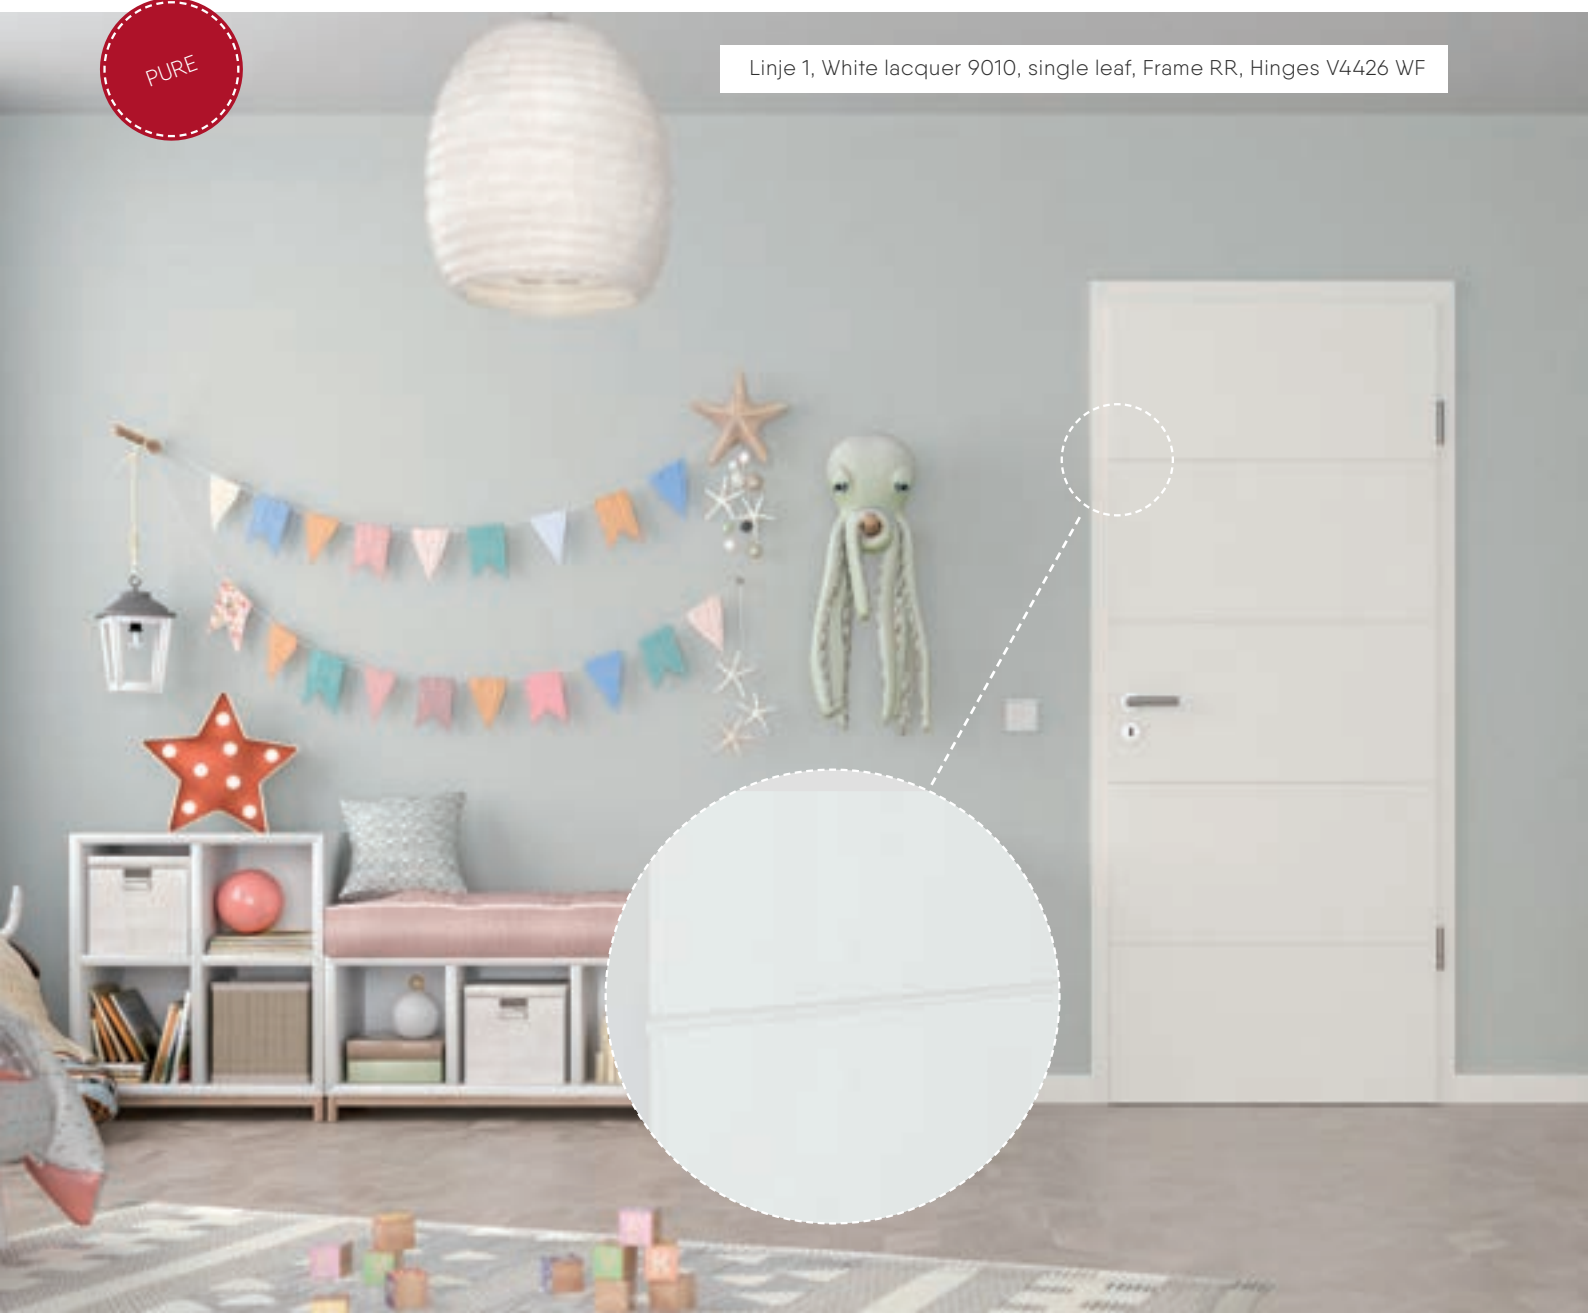 PURE
Linje 1, White lacquer 9010, single leaf, Frame RR, Hinges V4426 WF